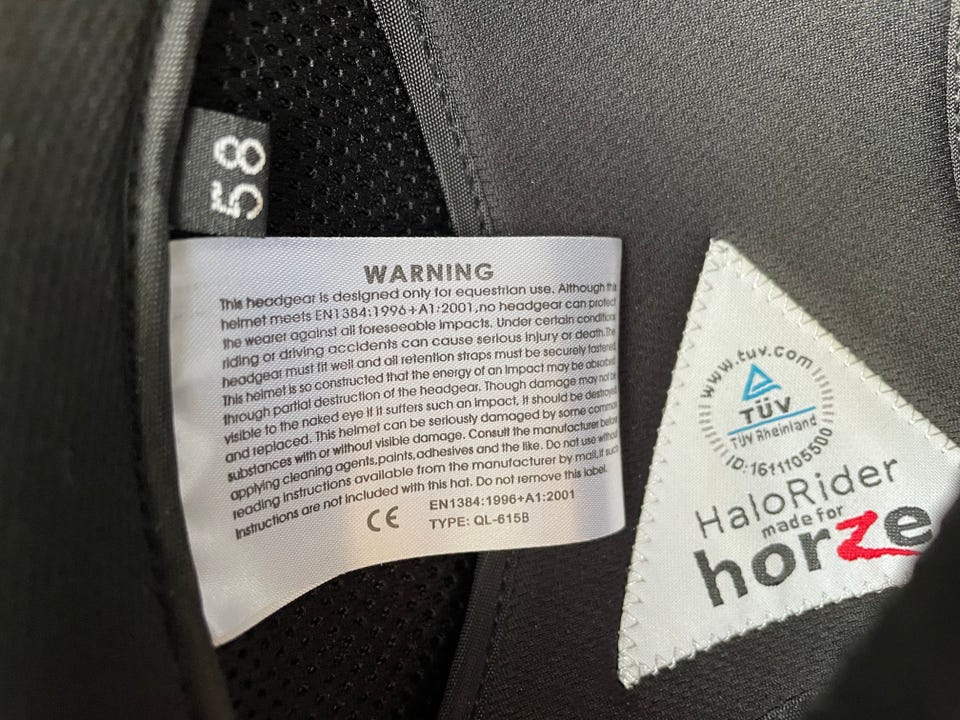 58
WARNING
This headgear is designed only for equestrian use. Although this
helmet meets EN1384:1996+A1:2001,no headgear can protect
the wearer against all foreseeable impacts. Under certain conditions
riding or driving accidents can cause serious injury or death.The
headgear must fit well and all retention straps must be securely fastened.
This helmet is so constructed that the energy of an impact may be absorbed
through partial destruction of the headgear. Though damage may not be
visible to the naked eye if it suffers such an impact, it should be destroyed
and replaced. This helmet can be seriously damaged by some common
substances with or without visible damage. Consult the manufacturer before
applying cleaning agents,paints,adhesives and the like. Do not use without
reading instructions available from the manufacturer by mail,if such
instructions are not included with this hat. Do not remove this label.
CE
EN1384:1996+A1:2001
TYPE: QL-615B
www.tuv.com
TÜV
TÜV Rheinland
ID:1611105500
HaloRider
made for
horze